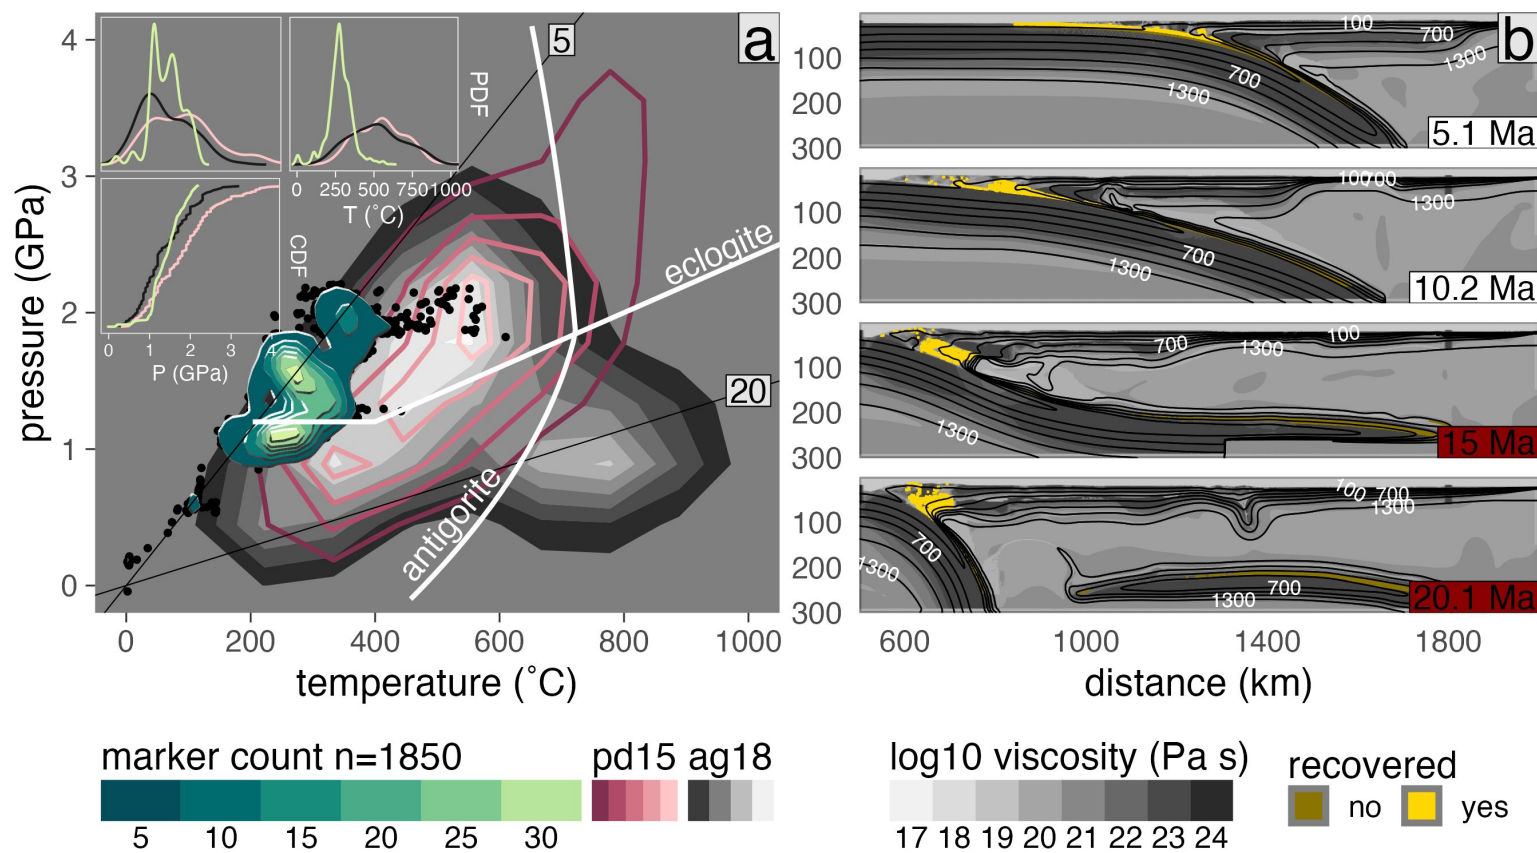 a
5
20
eclogite
antigorite
PDF
CDF
0 250 500 750 1000
T (˚C)
0 1 2 3 4
P (GPa)
4
3
2
1
0
pressure (GPa)
0 200 400 600 800 1000
temperature (˚C)
b
100
200
300
100
700
1300
700
1300
5.1 Ma
100
200
300
100
700
1300
700
1300
10.2 Ma
100
200
300
700
1300
100
1300
15 Ma
100
200
300
100
700
1300
700
1300
700
1300
20.1 Ma
600 1000 1400 1800
distance (km)
marker count n=1850
5 10 15 20 25 30
pd15 ag18
log10 viscosity (Pa s)
17 18 19 20 21 22 23 24
recovered
no yes